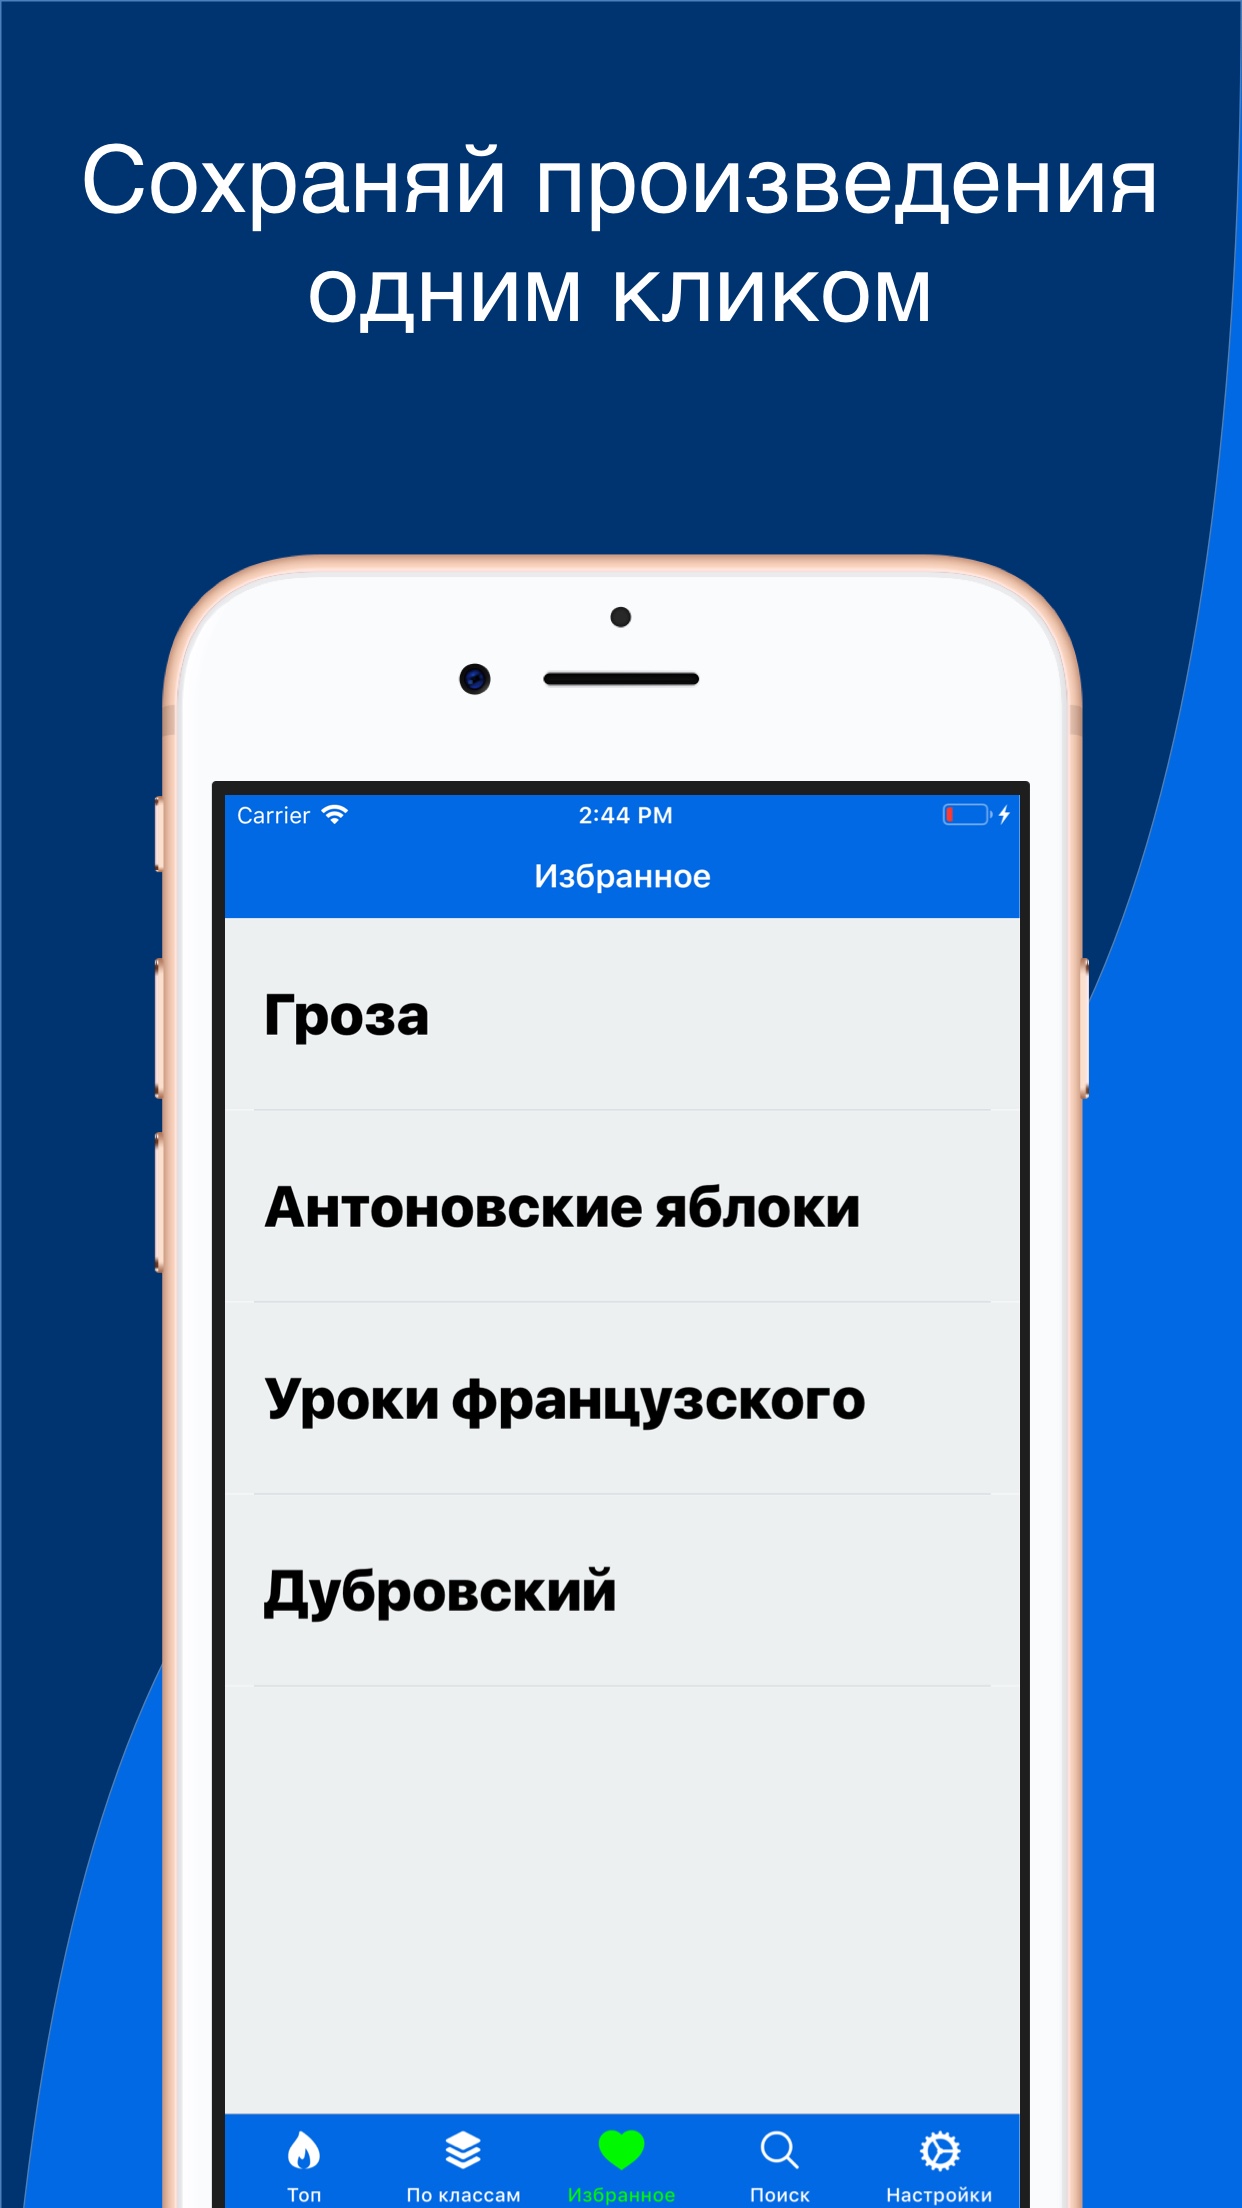 Сохраняй произведения
одним кликом
Carrier 2:44 PM
Избранное
Гроза
Антоновские яблоки
Уроки французского
Дубровский
Топ По классам Избранное Поиск Настройки